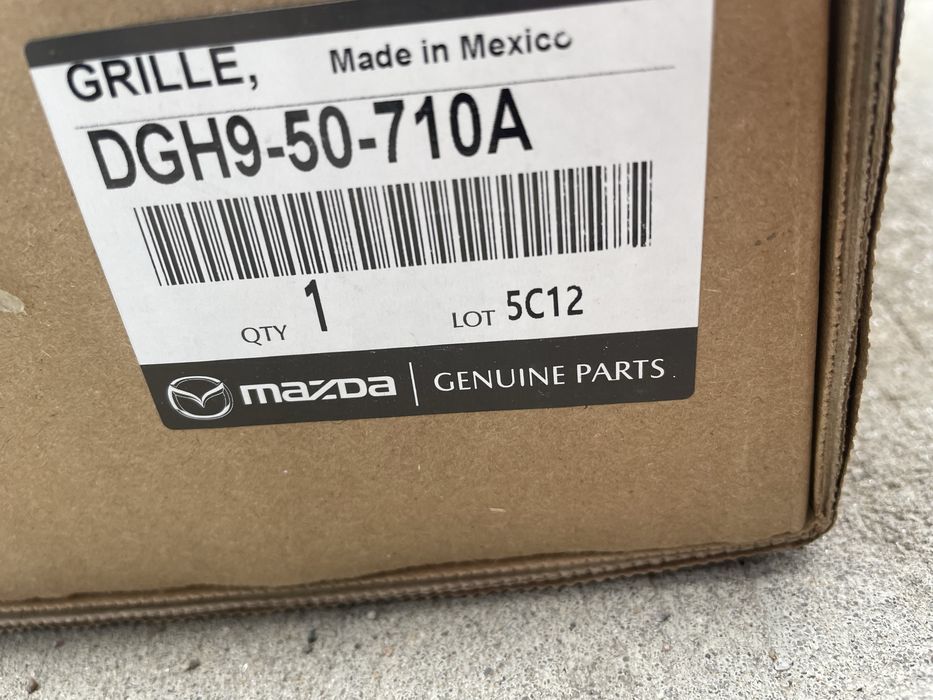 GRILLE, Made in Mexico
DGH9-50-710A
QTY 1 LOT 5C12
mazda GENUINE PARTS